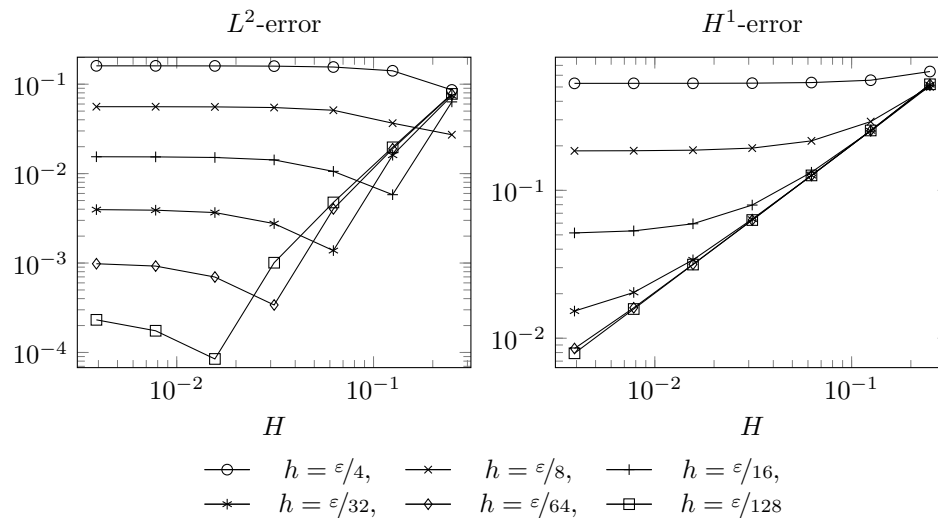 L²-error
H¹-error
10⁻¹
10⁻²
10⁻³
10⁻⁴
10⁻¹
10⁻²
10⁻²
10⁻¹
10⁻²
10⁻¹
H
H
h = ε/4,
h = ε/8,
h = ε/16,
h = ε/32,
h = ε/64,
h = ε/128